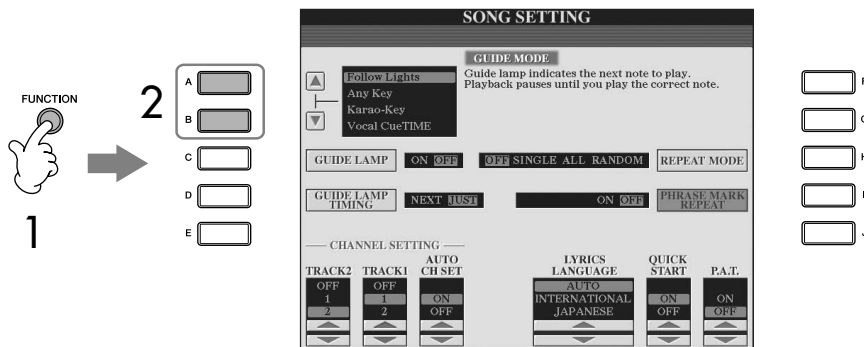 SONG SETTING
GUIDE MODE
Follow Lights
Any Key
Karao-Key
Vocal CueTIME
Guide lamp indicates the next note to play.
Playback pauses until you play the correct note.
FUNCTION
1
2
A
B
C
D
E
GUIDE LAMP ON OFF OFF SINGLE ALL RANDOM REPEAT MODE
GUIDE LAMP
TIMING
NEXT JUST ON OFF
PHRASE MARK
REPEAT
CHANNEL SETTING
TRACK2 TRACK1
AUTO
CH SET
LYRICS
LANGUAGE
QUICK
START
P.A.T.
OFF
1
2
OFF
1
2
ON
OFF
AUTO
INTERNATIONAL
JAPANESE
ON
OFF
ON
OFF